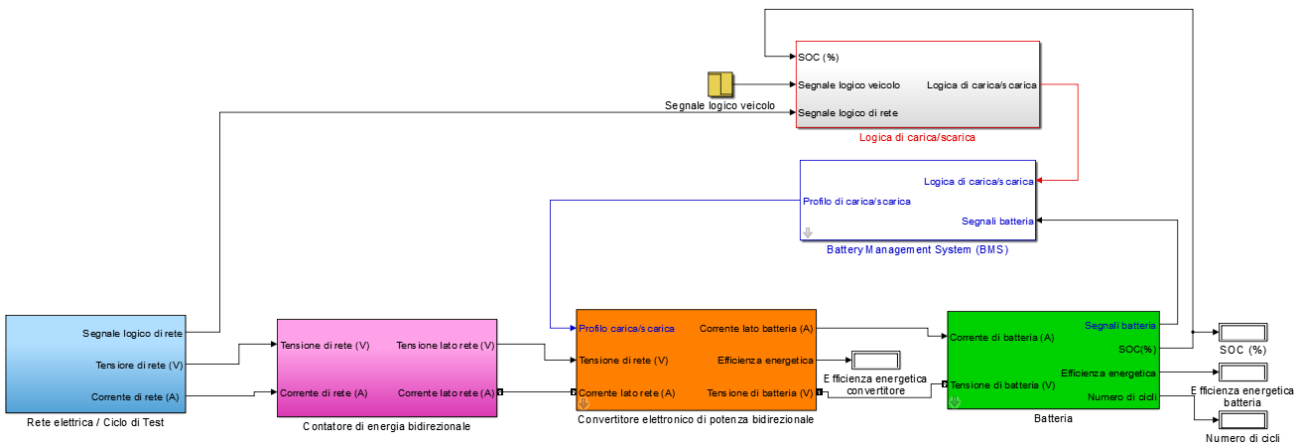 SOC (%)
Segnale logico veicolo
Logica di carica/scarica
Segnale logico di rete
Segnale logico veicolo
Logica di carica/scarica
Logica di carica/scarica
Profilo di carica/scarica
Segnali batteria
Battery Management System (BMS)
Segnale logico di rete
Tensione di rete (V)
Corrente di rete (A)
Rete elettrica / Ciclo di Test
Tensione di rete (V)
Tensione lato rete (V)
Corrente di rete (A)
Corrente lato rete (A)
Contatore di energia bidirezionale
Profilo carica/scarica
Corrente lato batteria (A)
Tensione di rete (V)
Efficienza energetica
Corrente lato rete (A)
Tensione di batteria (V)
Convertitore elettronico di potenza bidirezionale
Efficienza energetica
convertitore
Segnali batteria
Corrente di batteria (A)
SOC(%)
Efficienza energetica
Tensione di batteria (V)
Numero di cicli
Batteria
SOC (%)
Efficienza energetica
batteria
Numero di cicli